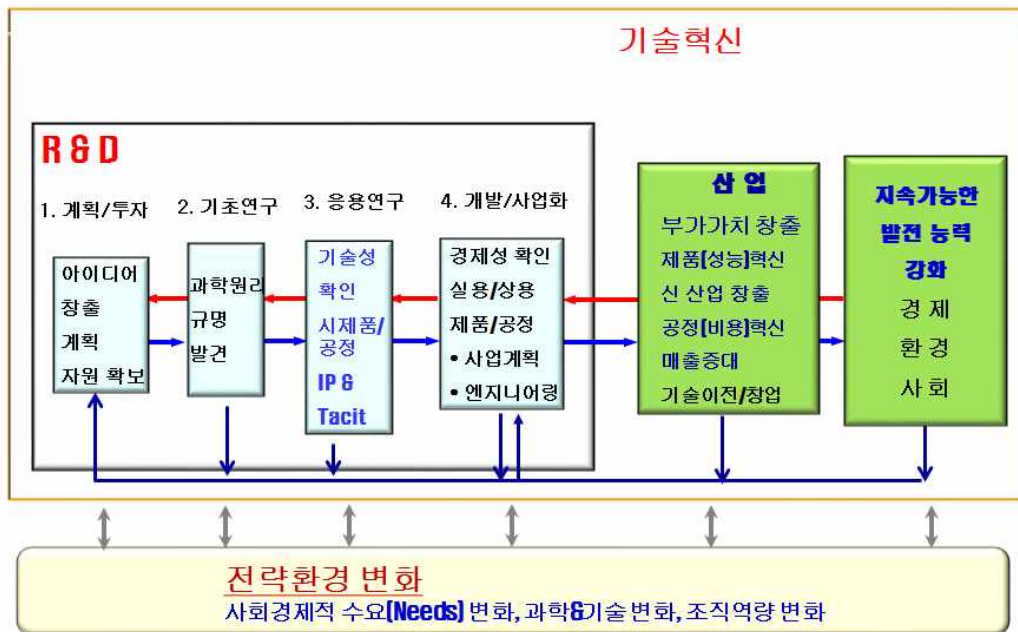 기술혁신
R & D
1. 계획/투자
2. 기초연구
3. 응용연구
4. 개발/사업화
아이디어
창출
계획
자원 확보
과학원리
규명
발견
기술성
확인
시제품/
공정
IP &
Tacit
경제성 확인
실용/상용
제품/공정
• 사업계획
• 엔지니어링
산 업
부가가치 창출
제품(성능)혁신
신 산업 창출
공정(비용)혁신
매출증대
기술이전/창업
지속가능한
발전 능력
강화
경 제
환 경
사 회
전략환경 변화
사회경제적 수요(Needs) 변화, 과학&기술 변화, 조직역량 변화